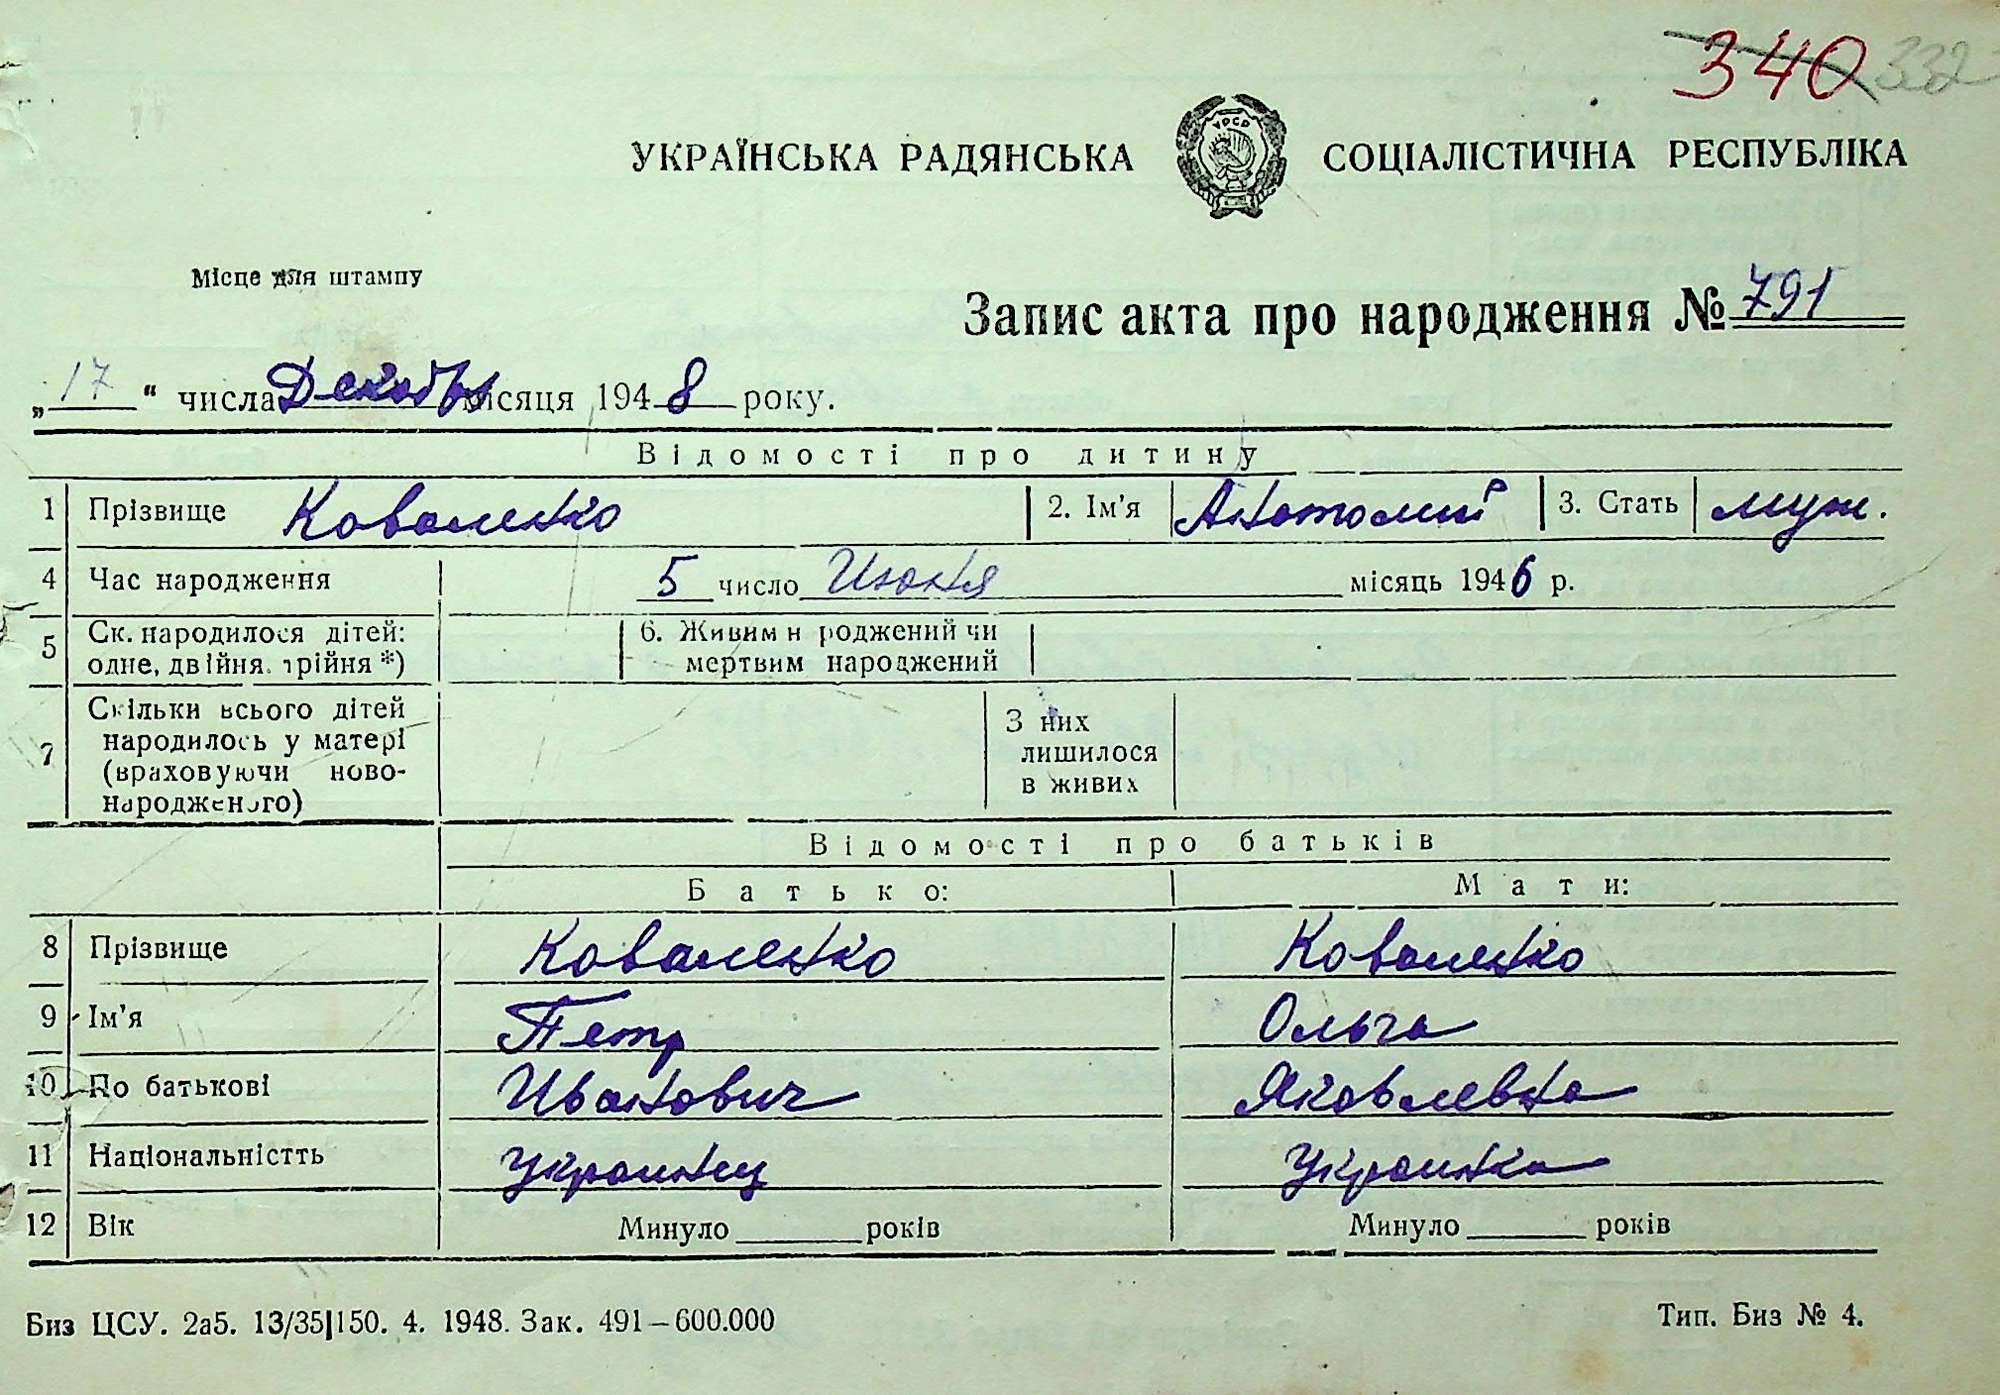 340 332
УКРАЇНСЬКА РАДЯНСЬКА СОЦІАЛІСТИЧНА РЕСПУБЛІКА
УРСР
Місце для штампу
Запис акта про народження № 791
„17“ числа Декабр місяця 1948 року.
Відомості про дитину
1 Прізвище Коваленко 2. Ім'я Анатолий 3. Стать муж.
4 Час народження 5 число Июня місяць 1946 р.
5 Ск. народилося дітей: одне, двійня, трійня *) 6. Живим народжений чи мертвим народжений
7 Скільки всього дітей народилось у матері (враховуючи новонародженого) З них лишилося в живих
Відомості про батьків
Батько: Мати:
8 Прізвище Коваленко Коваленко
9 Ім'я Петр Ольга
10 По батькові Иванович Яковлевна
11 Національністть Украинец Украинка
12 Вік Минуло ____ років Минуло ____ років
Биз ЦСУ. 2а5. 13/35|150. 4. 1948. Зак. 491—600.000 Тип. Биз № 4.